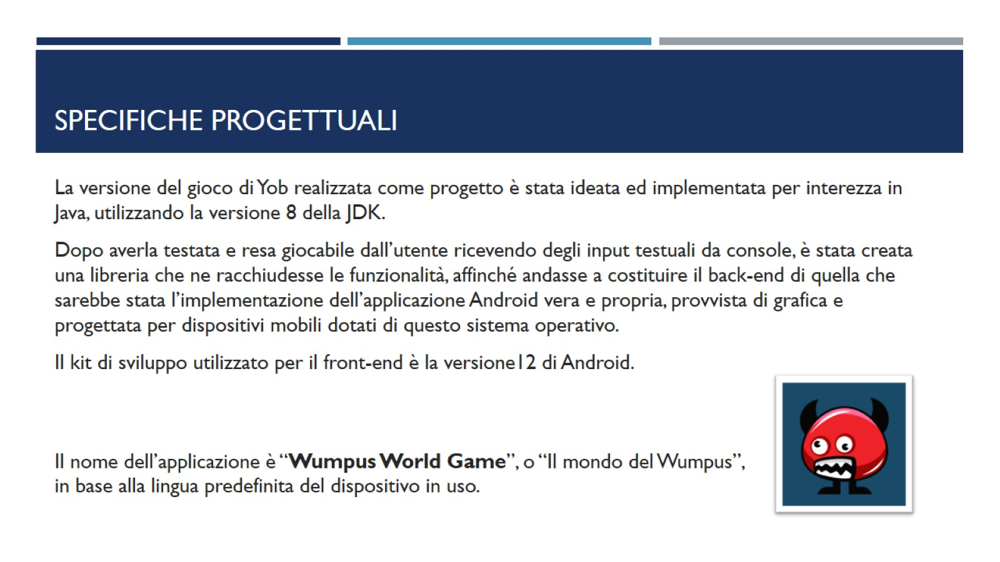 SPECIFICHE PROGETTUALI
La versione del gioco di Yob realizzata come progetto è stata ideata ed implementata per interezza in
Java, utilizzando la versione 8 della JDK.
Dopo averla testata e resa giocabile dall’utente ricevendo degli input testuali da console, è stata creata
una libreria che ne racchiudesse le funzionalità, affinché andasse a costituire il back-end di quella che
sarebbe stata l’implementazione dell’applicazione Android vera e propria, provvista di grafica e
progettata per dispositivi mobili dotati di questo sistema operativo.
Il kit di sviluppo utilizzato per il front-end è la versione12 di Android.
Il nome dell’applicazione è “Wumpus World Game”, o “Il mondo del Wumpus”,
in base alla lingua predefinita del dispositivo in uso.